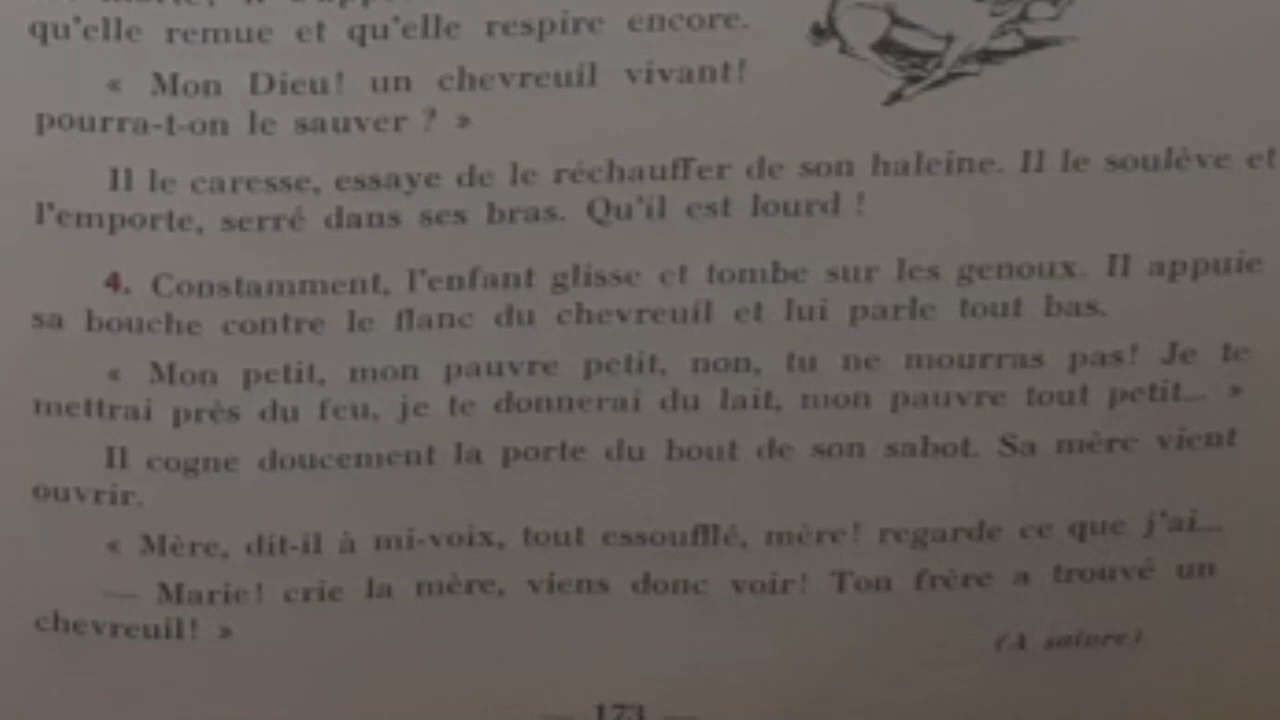 qu'elle remue et qu'elle respire encore.
« Mon Dieu! un chevreuil vivant!
pourra-t-on le sauver ? »
Il le caresse, essaye de le réchauffer de son haleine. Il le soulève et
l'emporte, serré dans ses bras. Qu'il est lourd !
4. Constamment, l'enfant glisse et tombe sur les genoux. Il appuie
sa bouche contre le flanc du chevreuil et lui parle tout bas.
« Mon petit, mon pauvre petit, non, tu ne mourras pas! Je te
mettrai près du feu, je te donnerai du lait, mon pauvre tout petit... »
Il cogne doucement la porte du bout de son sabot. Sa mère vient
ouvrir.
« Mère, dit-il à mi-voix, tout essoufflé, mère! regarde ce que j'ai...
— Marie! crie la mère, viens donc voir! Ton frère a trouvé un
chevreuil! »
(A suivre)
— 173 —